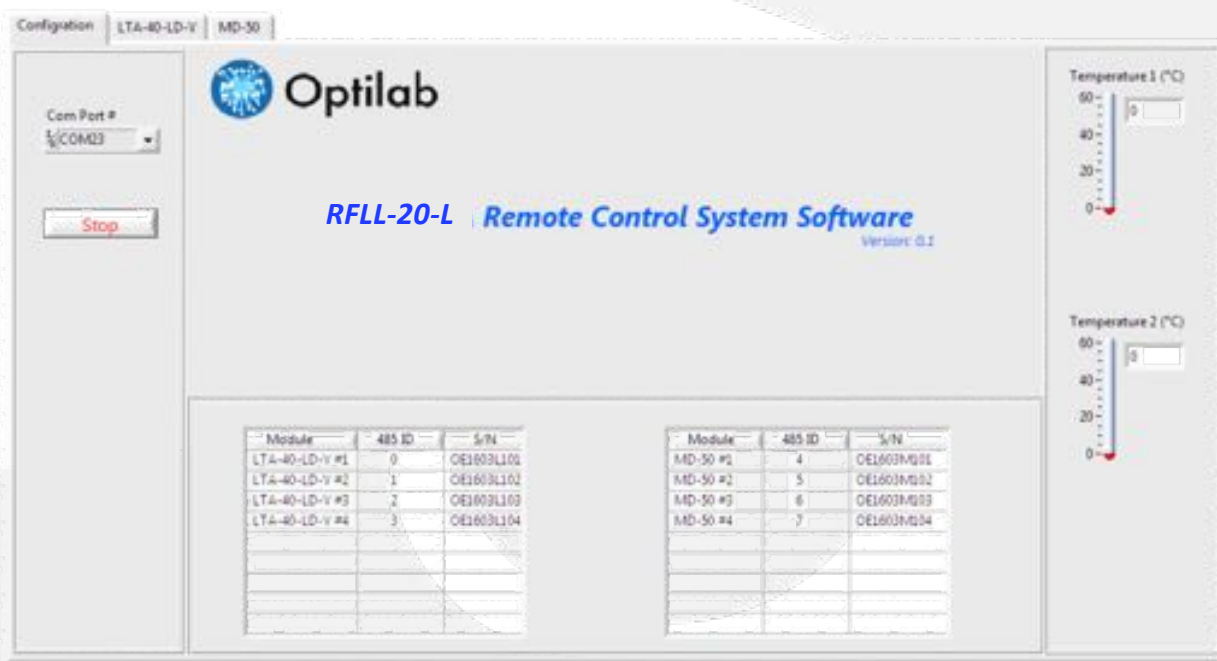 Configration LTA-40-LD-V MD-50
Com Port #
COM23
Stop
Optilab
RFLL-20-L Remote Control System Software
Version: 0.1
Temperature 1 (°C)
60
0
40
20
0
Temperature 2 (°C)
60
0
40
20
0
Module 485 ID S/N
LTA-40-LD-V #1 0 OE1603L101
LTA-40-LD-V #2 1 OE1603L102
LTA-40-LD-V #3 2 OE1603L103
LTA-40-LD-V #4 3 OE1603L104
Module 485 ID S/N
MD-50 #1 4 OE1603M101
MD-50 #2 5 OE1603M102
MD-50 #3 6 OE1603M103
MD-50 #4 7 OE1603M104